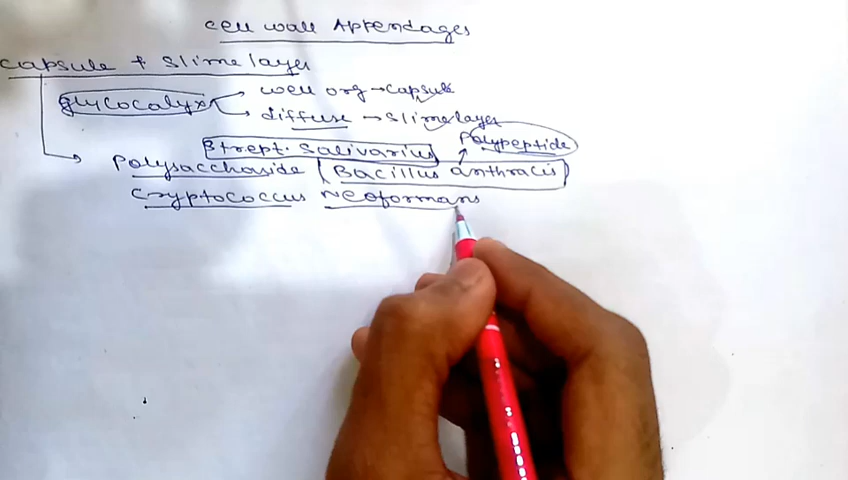 Cell wall Appendages
Capsule + Slime layer
glycocalyx → well org → Capsule
→ diffuse → Slime layer
Strept. Salivarius Polypeptide
→ Polysaccharide (Bacillus anthracis
Cryptococcus Neoformans